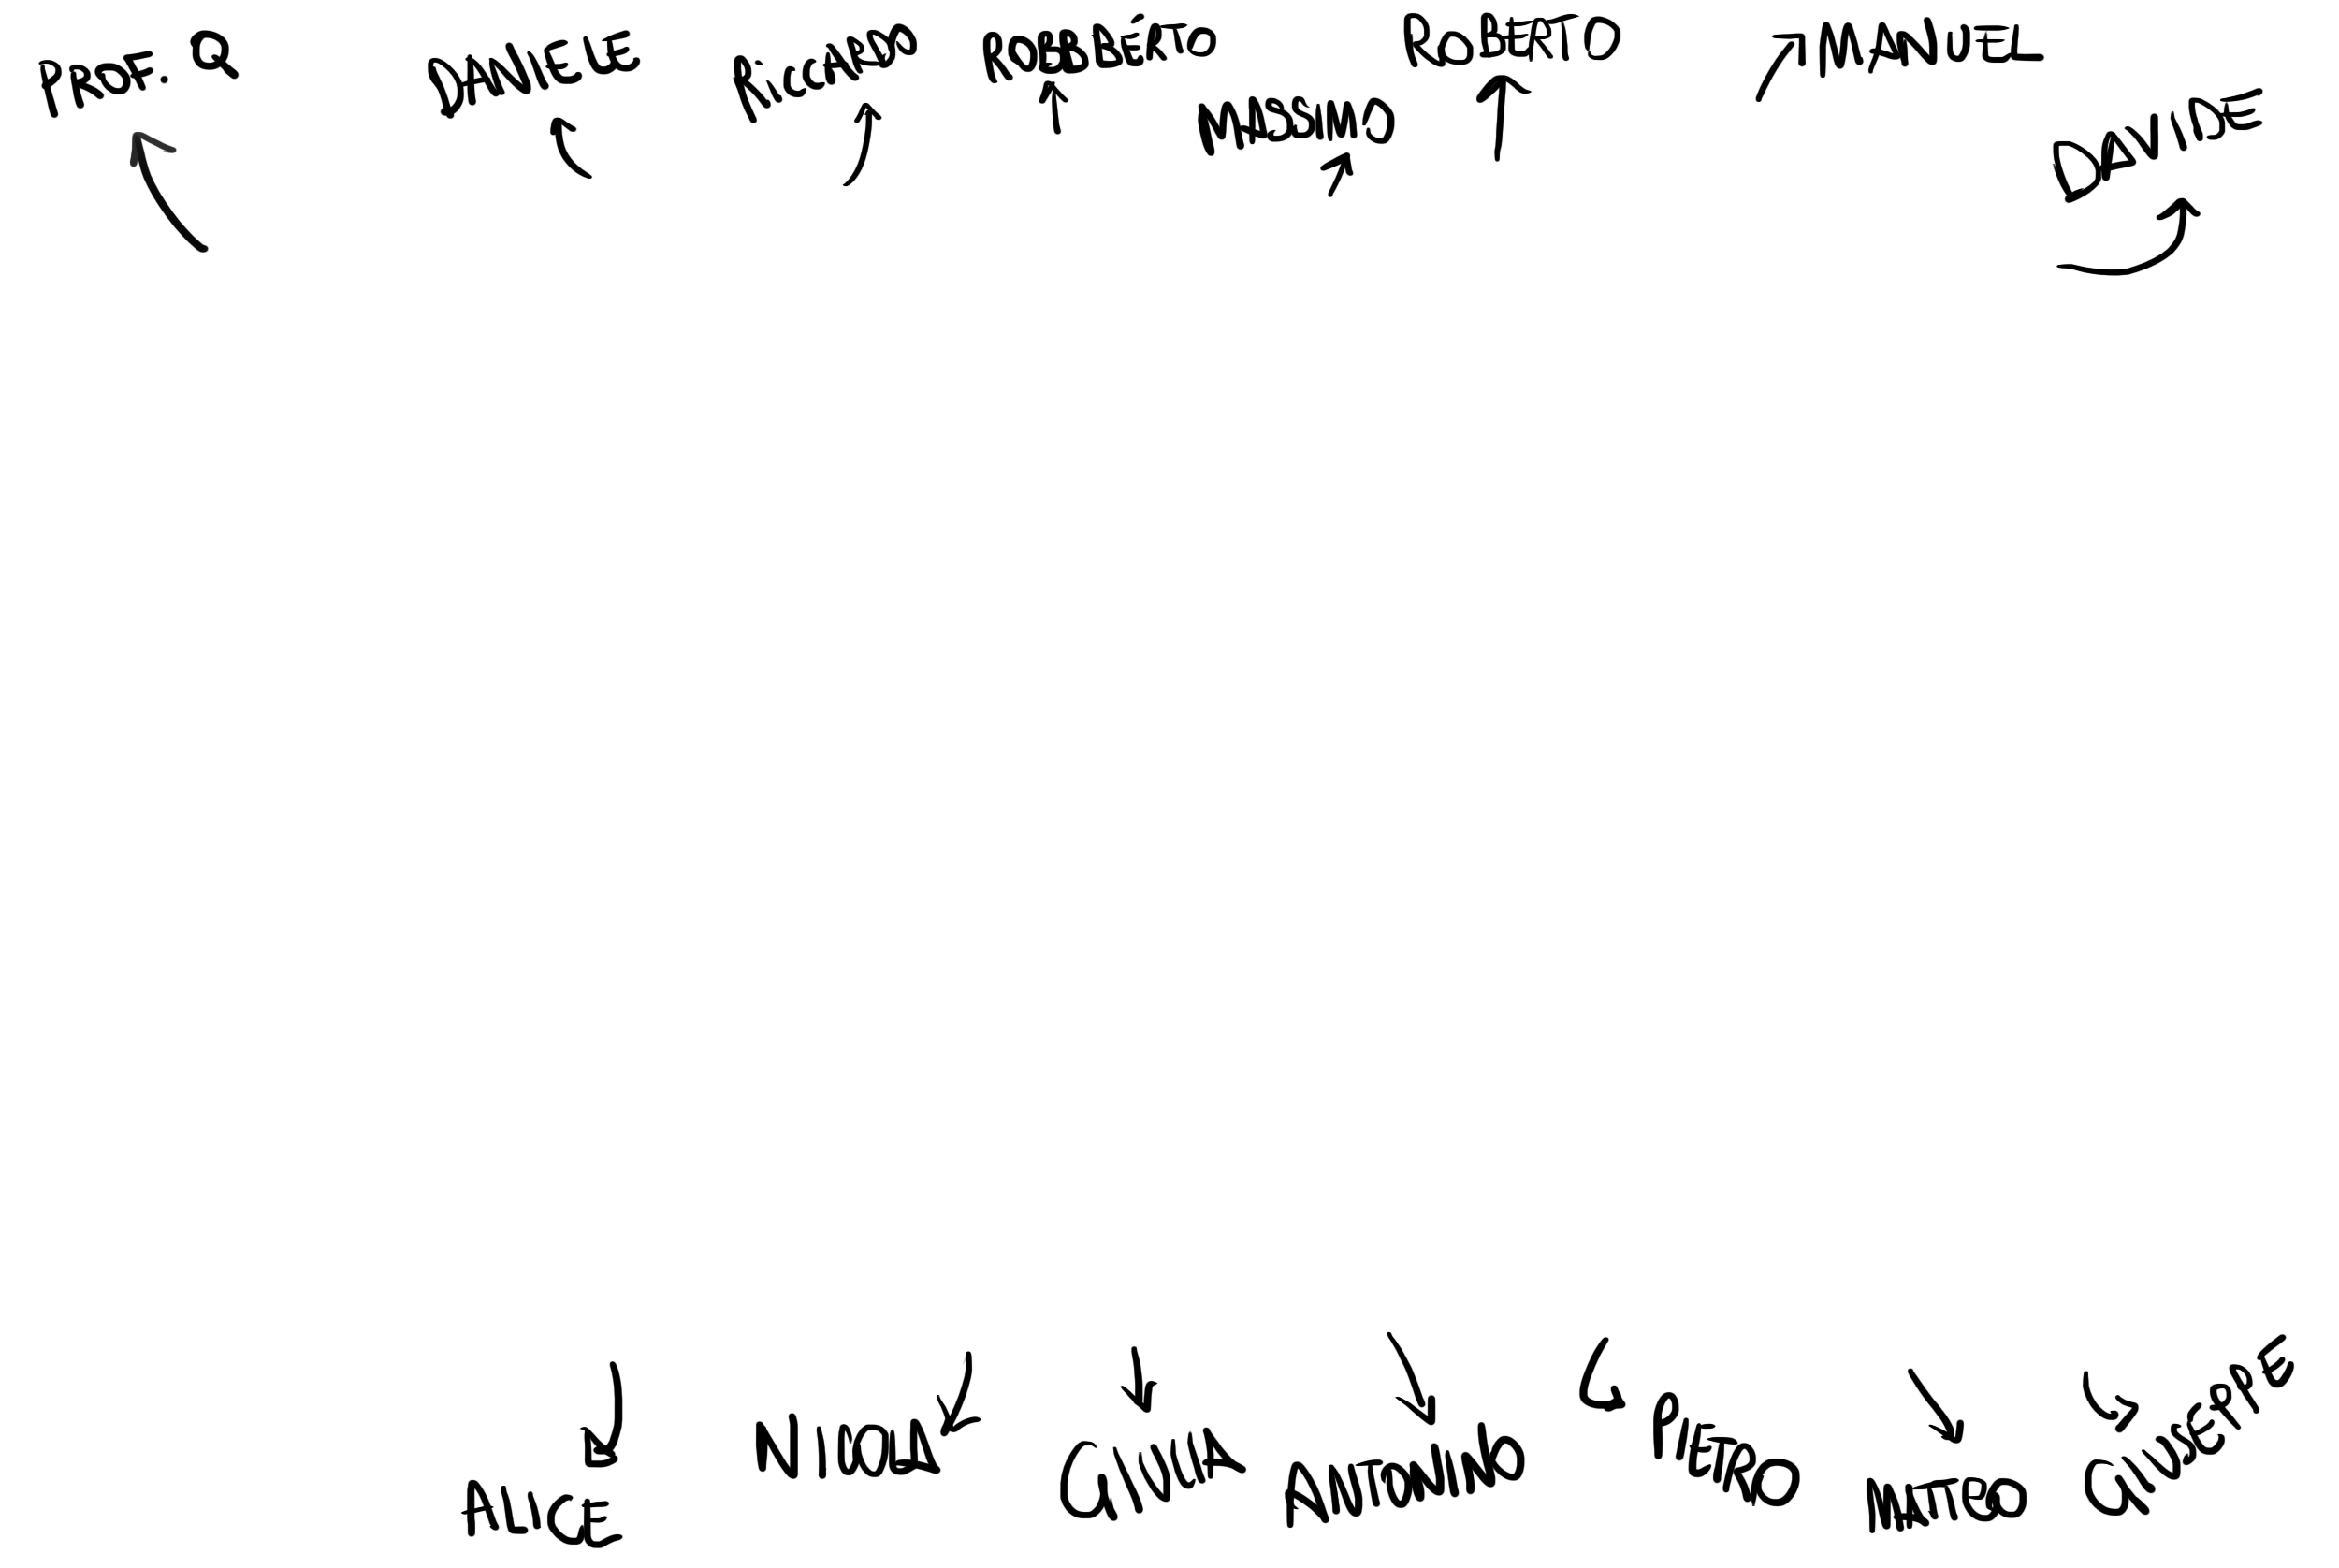 PROF. Q
DANIELE
RiCCARDO
ROBBBÉRTO
MASSIMO
ROBERTO
MANUEL
DAVIDE
ALICE
NICOLA
GIULIA
ANTONINO
PIETRO
MATTEO
GIUSEPPE